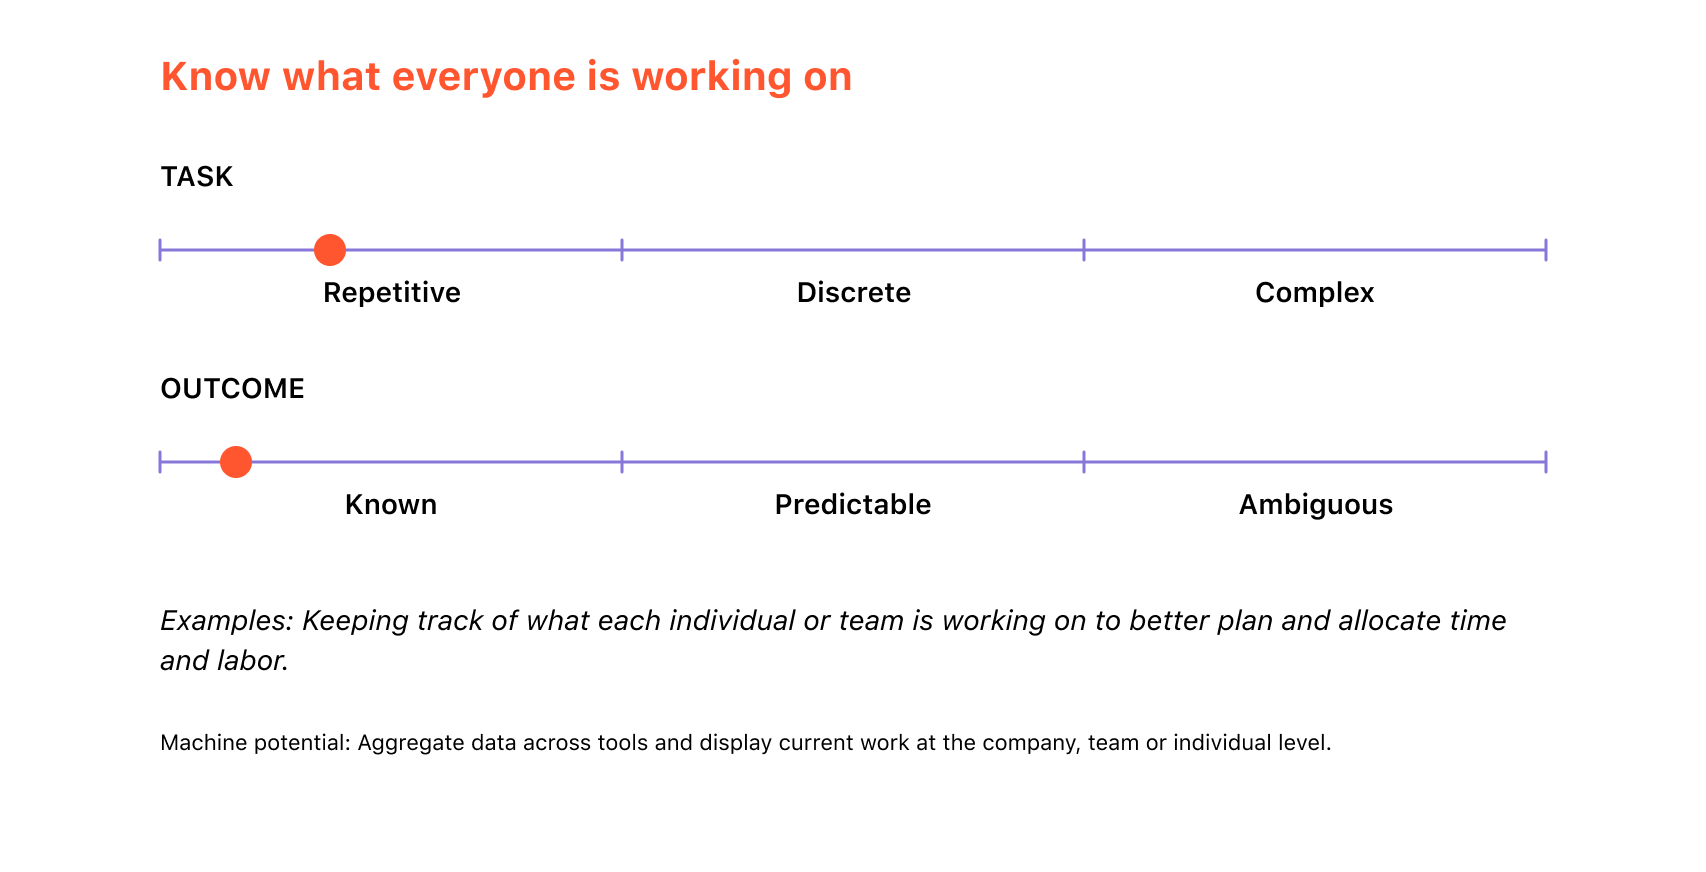 Know what everyone is working on
TASK
Repetitive
Discrete
Complex
OUTCOME
Known
Predictable
Ambiguous
Examples: Keeping track of what each individual or team is working on to better plan and allocate time
and labor.
Machine potential: Aggregate data across tools and display current work at the company, team or individual level.